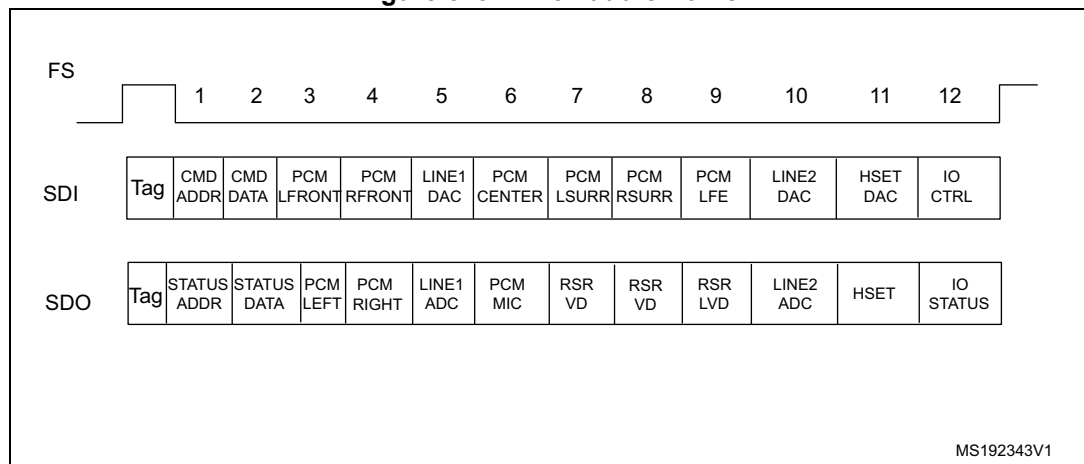 FS
1 2 3 4 5 6 7 8 9 10 11 12
SDI
Tag
CMD ADDR
CMD DATA
PCM LFRONT
PCM RFRONT
LINE1 DAC
PCM CENTER
PCM LSURR
PCM RSURR
PCM LFE
LINE2 DAC
HSET DAC
IO CTRL
SDO
Tag
STATUS ADDR
STATUS DATA
PCM LEFT
PCM RIGHT
LINE1 ADC
PCM MIC
RSR VD
RSR VD
RSR LVD
LINE2 ADC
HSET
IO STATUS
MS192343V1